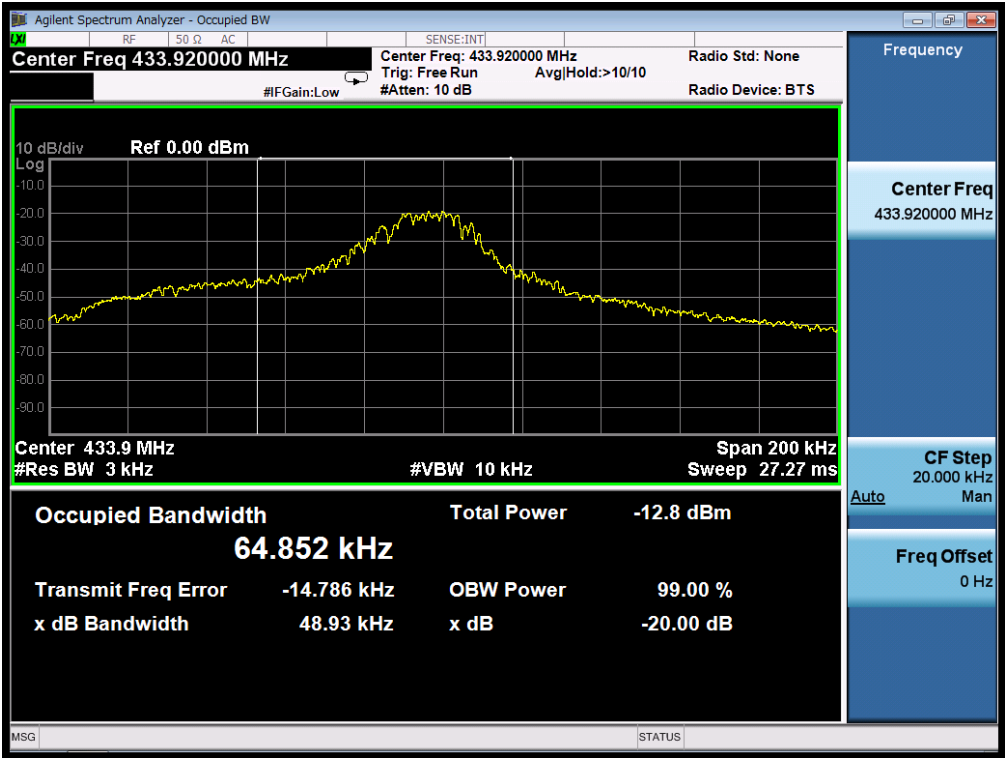 Agilent Spectrum Analyzer - Occupied BW
LXI
RF 50 Ω AC SENSE:INT
Center Freq 433.920000 MHz
#IFGain:Low
Center Freq: 433.920000 MHz
Trig: Free Run Avg|Hold:>10/10
#Atten: 10 dB
Radio Std: None
Radio Device: BTS
10 dB/div Ref 0.00 dBm
Log
-10.0
-20.0
-30.0
-40.0
-50.0
-60.0
-70.0
-80.0
-90.0
Center 433.9 MHz Span 200 kHz
#Res BW 3 kHz #VBW 10 kHz Sweep 27.27 ms
Occupied Bandwidth Total Power -12.8 dBm
64.852 kHz
Transmit Freq Error -14.786 kHz OBW Power 99.00 %
x dB Bandwidth 48.93 kHz x dB -20.00 dB
Frequency
Center Freq
433.920000 MHz
CF Step
20.000 kHz
Auto Man
Freq Offset
0 Hz
MSG STATUS